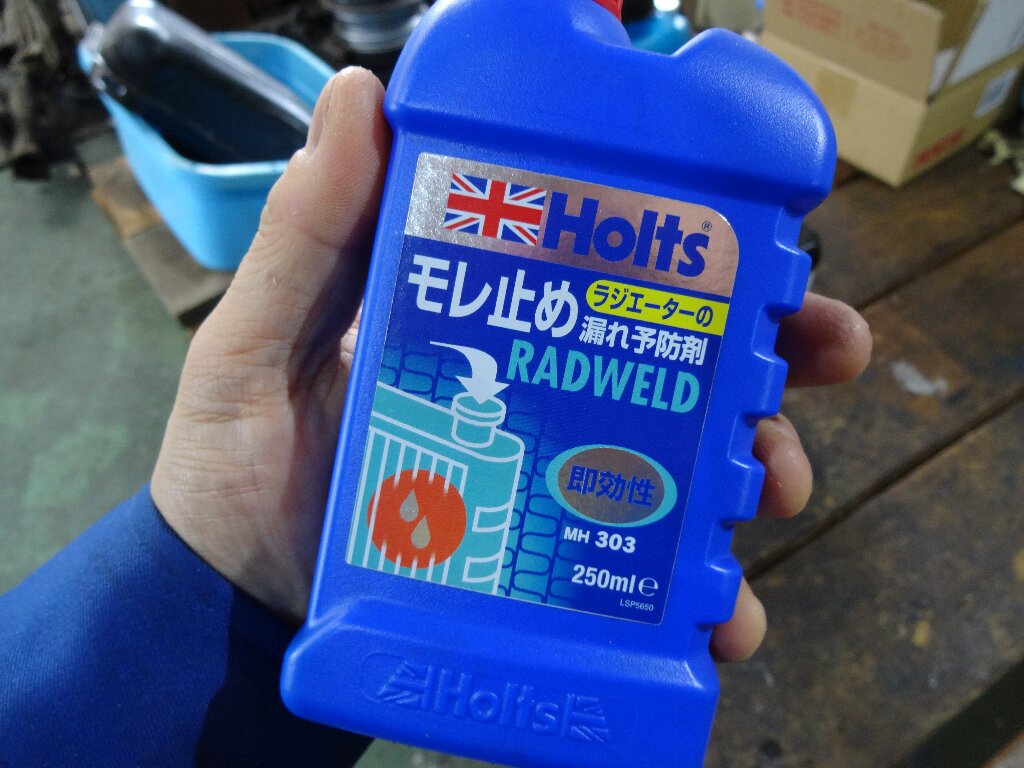 Holts®
モレ止め
ラジエーターの
漏れ予防剤
RADWELD
即効性
MH 303
250ml ℮
LSP5650
Holts